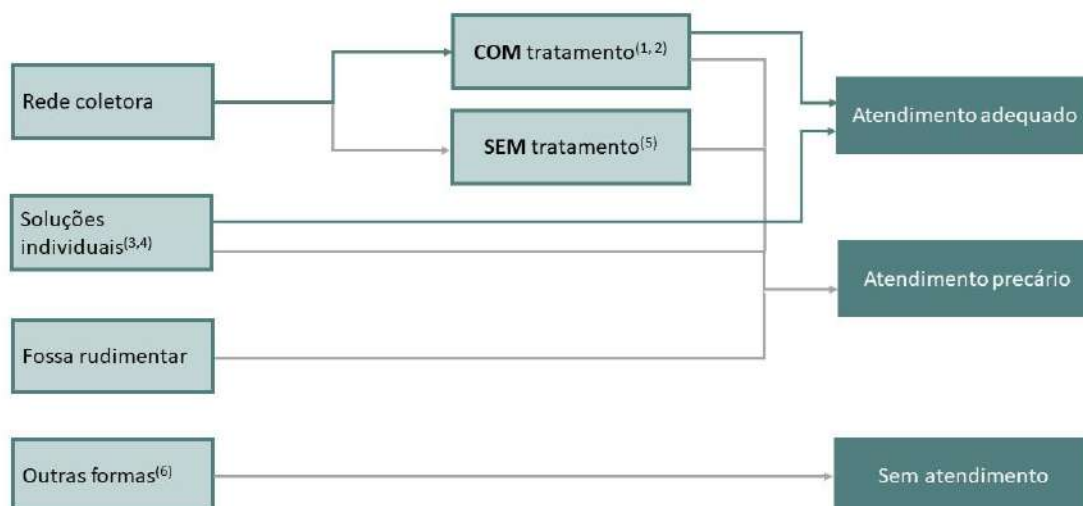 Rede coletora
COM tratamento(1, 2)
SEM tratamento(5)
Atendimento adequado
Soluções
individuais(3,4)
Atendimento precário
Fossa rudimentar
Outras formas(6)
Sem atendimento